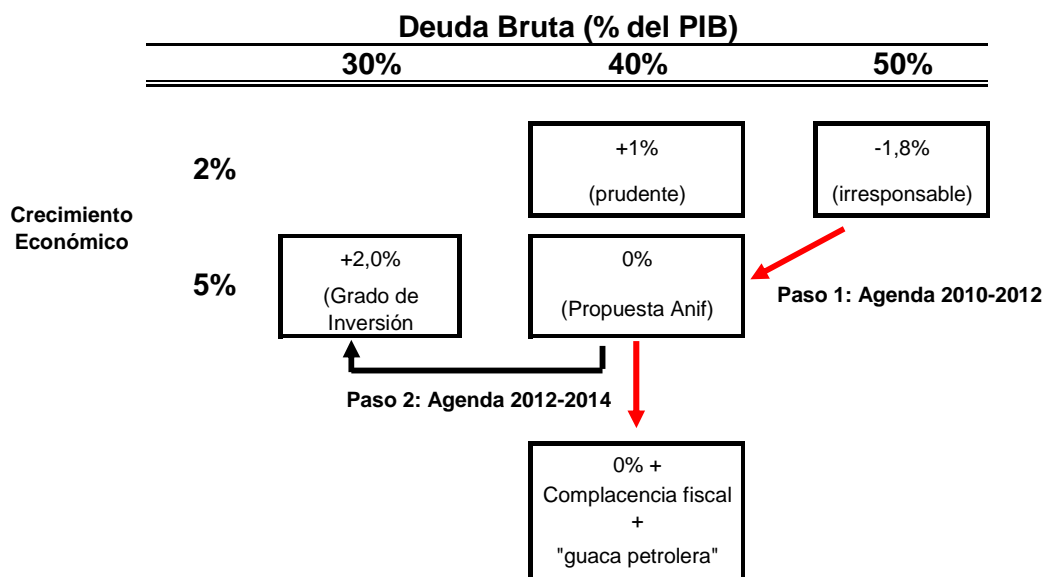 Deuda Bruta (% del PIB)
30% 40% 50%
2%
+1%
(prudente)
-1,8%
(irresponsable)
Crecimiento
Económico
5%
+2,0%
(Grado de
Inversión
0%
(Propuesta Anif)
Paso 1: Agenda 2010-2012
Paso 2: Agenda 2012-2014
0% +
Complacencia fiscal
+
"guaca petrolera"